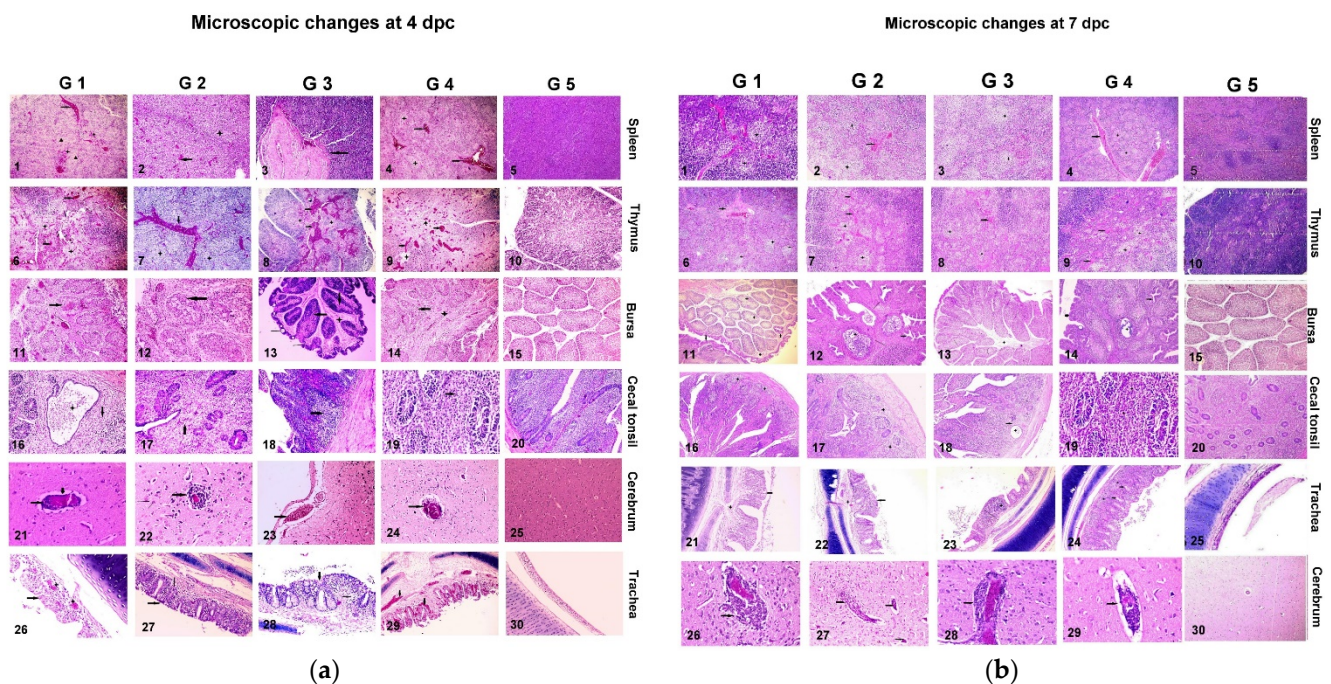 Microscopic changes at 4 dpc
G 1 G 2 G 3 G 4 G 5
1 2 3 4 5 Spleen
6 7 8 9 10 Thymus
11 12 13 14 15 Bursa
16 17 18 19 20 Cecal tonsil
21 22 23 24 25 Cerebrum
26 27 28 29 30 Trachea
(a)
Microscopic changes at 7 dpc
G 1 G 2 G 3 G 4 G 5
1 2 3 4 5 Spleen
6 7 8 9 10 Thymus
11 12 13 14 15 Bursa
16 17 18 19 20 Cecal tonsil
21 22 23 24 25 Trachea
26 27 28 29 30 Cerebrum
(b)